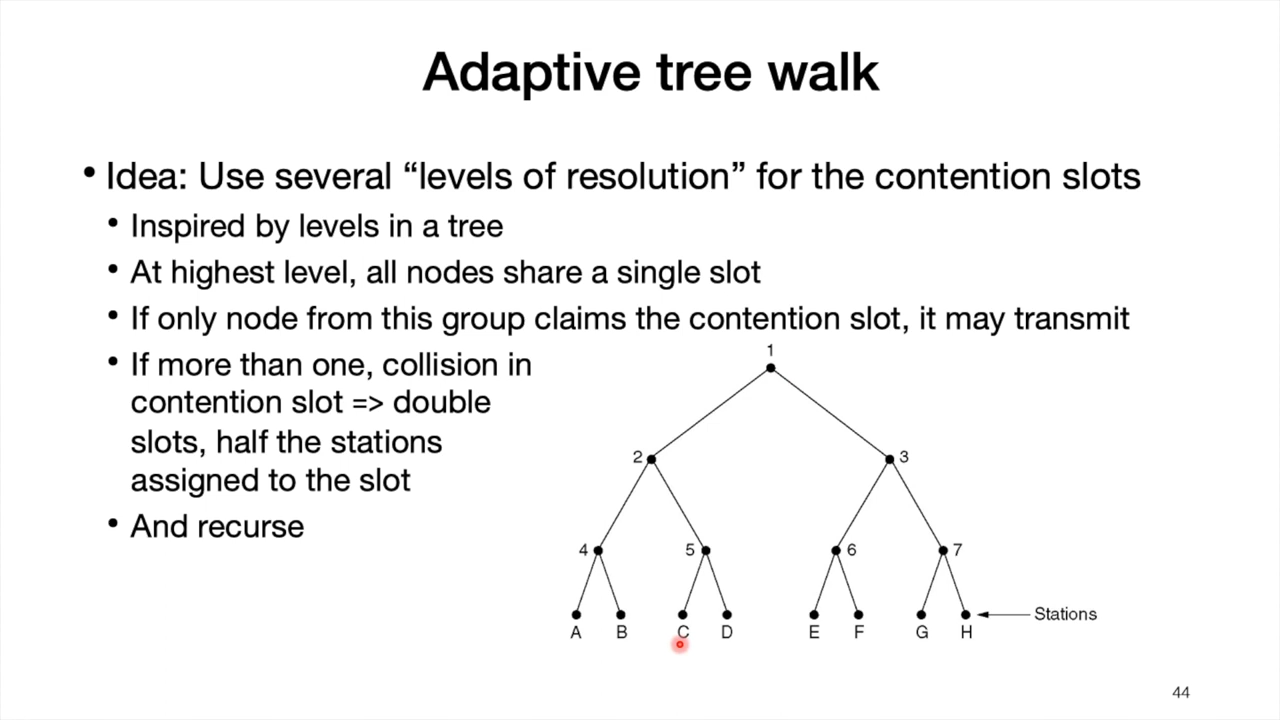 Adaptive tree walk
• Idea: Use several “levels of resolution” for the contention slots
• Inspired by levels in a tree
• At highest level, all nodes share a single slot
• If only node from this group claims the contention slot, it may transmit
• If more than one, collision in
contention slot => double
slots, half the stations
assigned to the slot
• And recurse
1
2
3
4
5
6
7
Stations
A B C D E F G H
44